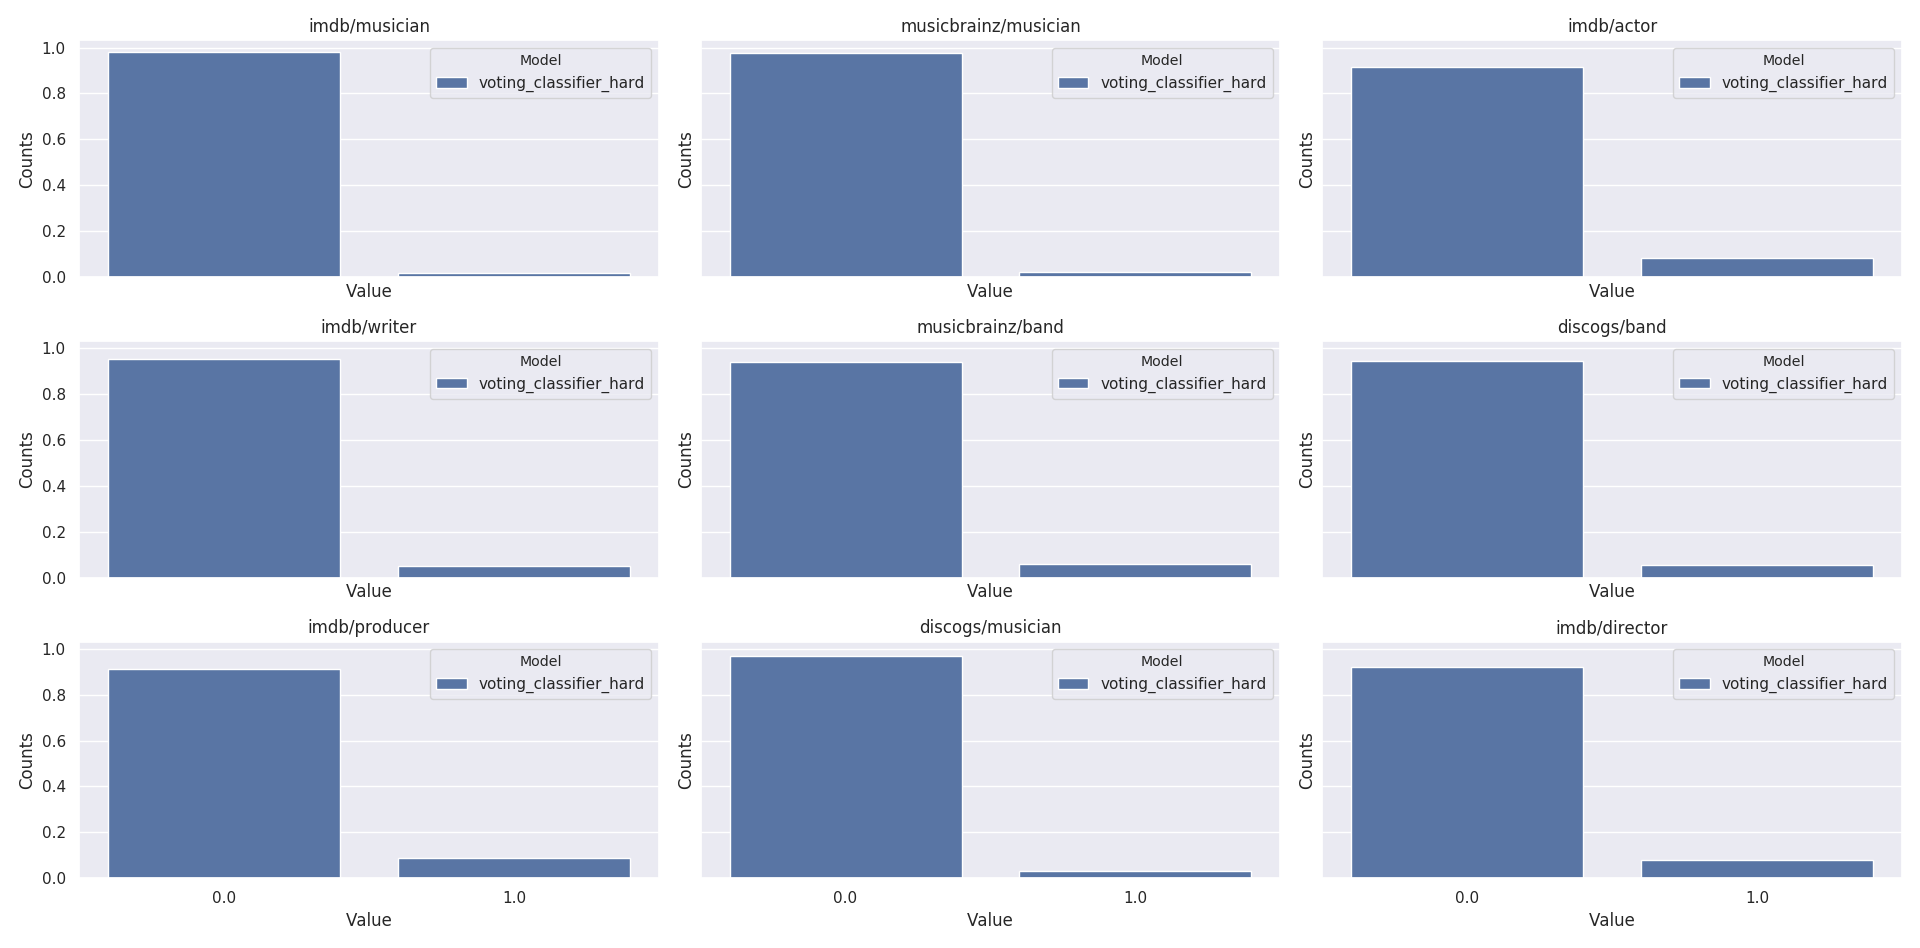 imdb/musician
musicbrainz/musician
imdb/actor
1.0
0.8
0.6
0.4
0.2
0.0
Counts
Model
voting_classifier_hard
Value
Counts
Model
voting_classifier_hard
Value
Counts
Model
voting_classifier_hard
Value
imdb/writer
musicbrainz/band
discogs/band
1.0
0.8
0.6
0.4
0.2
0.0
Counts
Model
voting_classifier_hard
Value
Counts
Model
voting_classifier_hard
Value
Counts
Model
voting_classifier_hard
Value
imdb/producer
discogs/musician
imdb/director
1.0
0.8
0.6
0.4
0.2
0.0
Counts
Model
voting_classifier_hard
0.0 1.0
Value
Counts
Model
voting_classifier_hard
0.0 1.0
Value
Counts
Model
voting_classifier_hard
0.0 1.0
Value